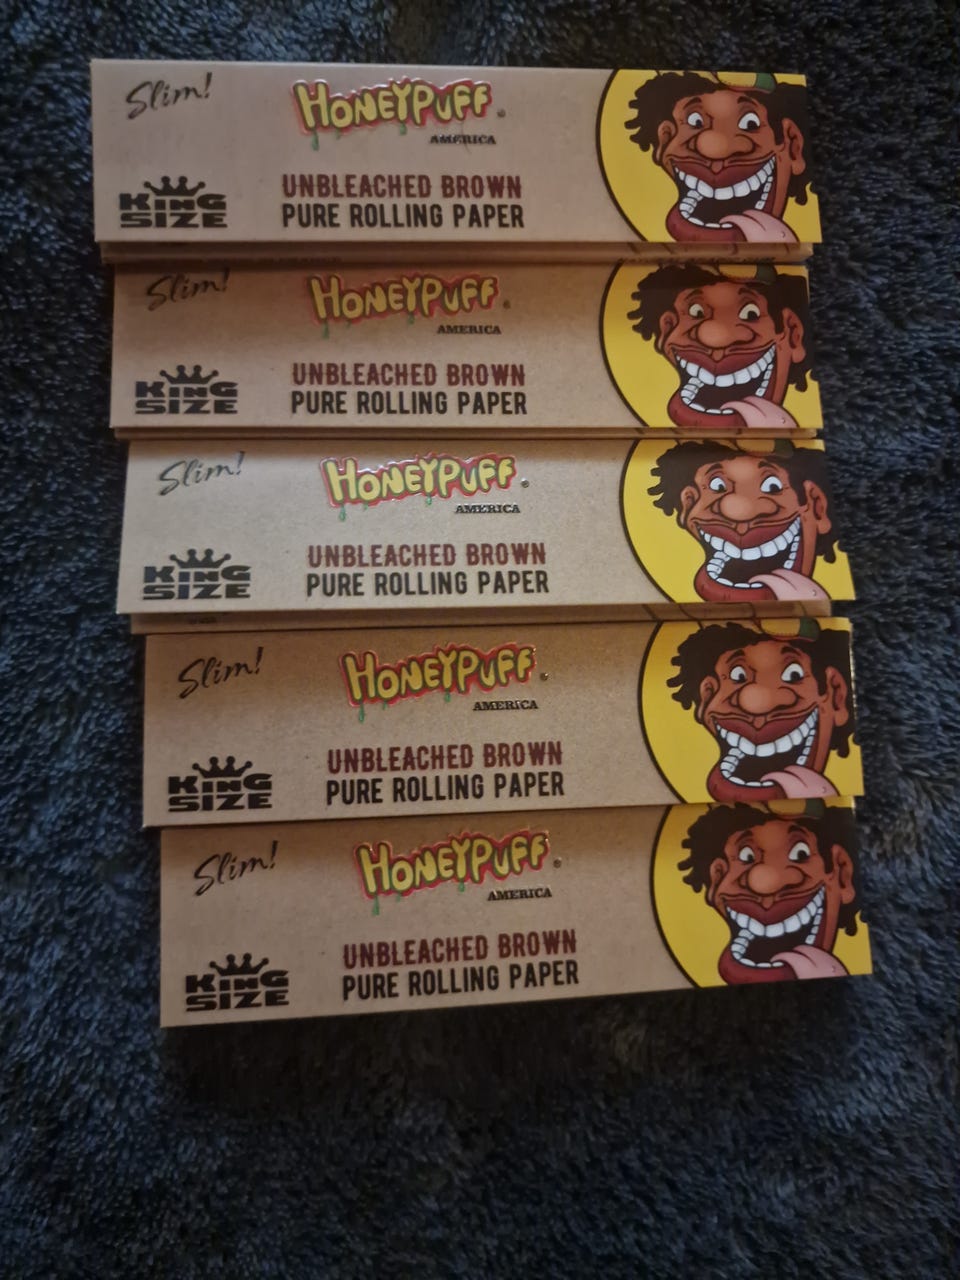 Slim!
HONEYPUFF
AMERICA
KING
SIZE
UNBLEACHED BROWN
PURE ROLLING PAPER
Slim!
HONEYPUFF
AMERICA
KING
SIZE
UNBLEACHED BROWN
PURE ROLLING PAPER
Slim!
HONEYPUFF
AMERICA
KING
SIZE
UNBLEACHED BROWN
PURE ROLLING PAPER
Slim!
HONEYPUFF
AMERICA
KING
SIZE
UNBLEACHED BROWN
PURE ROLLING PAPER
Slim!
HONEYPUFF
AMERICA
KING
SIZE
UNBLEACHED BROWN
PURE ROLLING PAPER